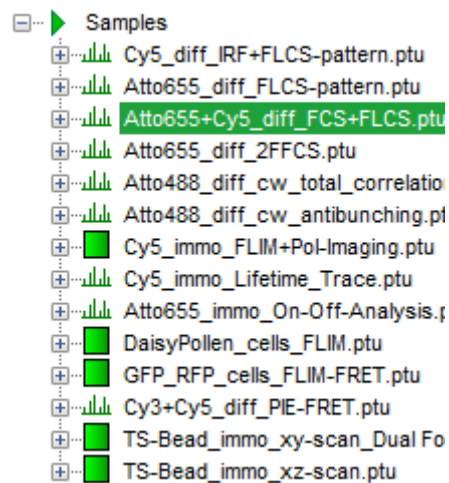 Samples
Cy5_diff_IRF+FLCS-pattern.ptu
Atto655_diff_FLCS-pattern.ptu
Atto655+Cy5_diff_FCS+FLCS.ptu
Atto655_diff_2FFCS.ptu
Atto488_diff_cw_total_correlatio
Atto488_diff_cw_antibunching.pt
Cy5_immo_FLIM+Pol-Imaging.ptu
Cy5_immo_Lifetime_Trace.ptu
Atto655_immo_On-Off-Analysis.p
DaisyPollen_cells_FLIM.ptu
GFP_RFP_cells_FLIM-FRET.ptu
Cy3+Cy5_diff_PIE-FRET.ptu
TS-Bead_immo_xy-scan_Dual Fo
TS-Bead_immo_xz-scan.ptu